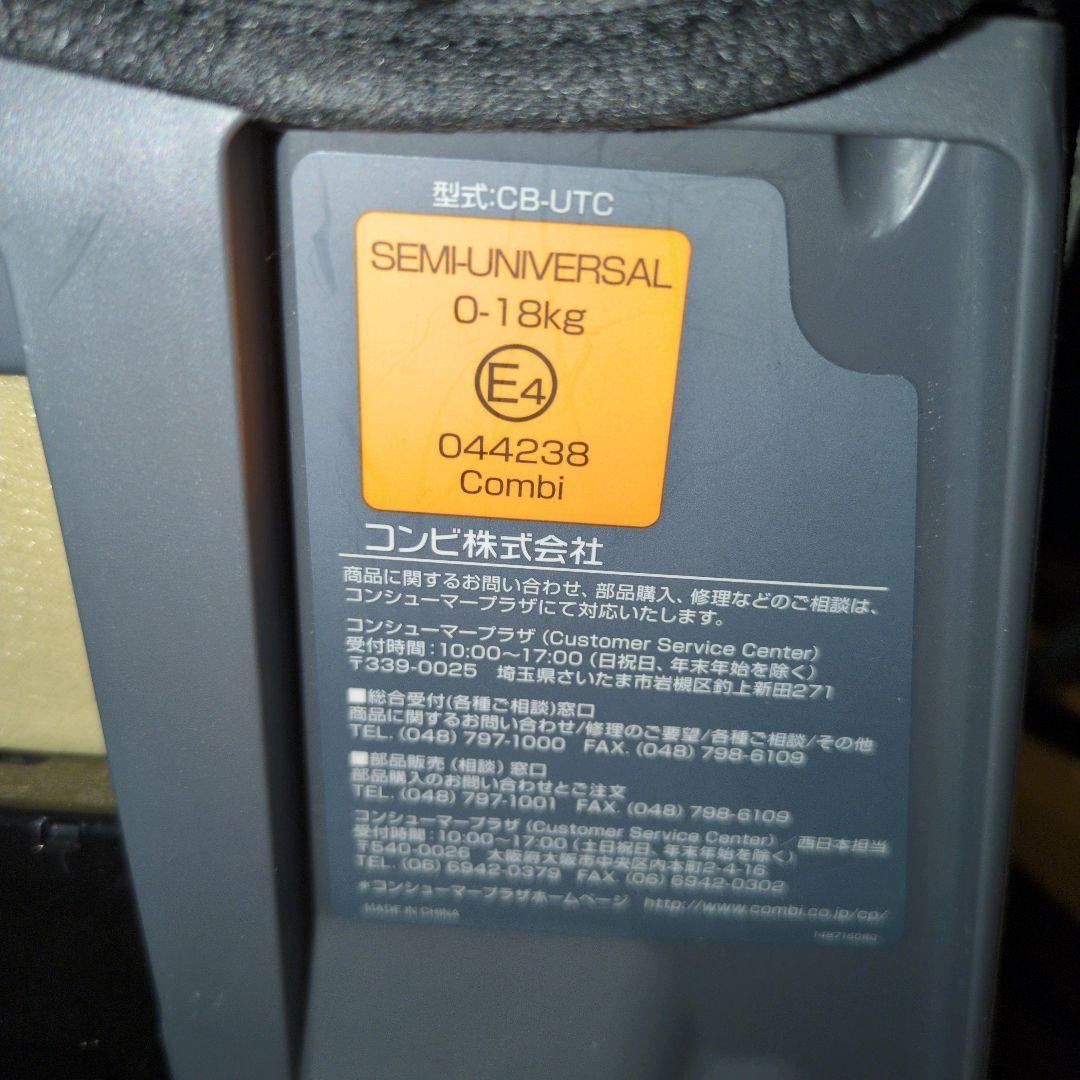 型式:CB-UTC
SEMI-UNIVERSAL
0-18kg
E4
044238
Combi
コンビ株式会社
商品に関するお問い合わせ、部品購入、修理などのご相談は、
コンシューマープラザにて対応いたします。
コンシューマープラザ(Customer Service Center)
受付時間:10:00〜17:00(日祝日、年末年始を除く)
〒339-0025 埼玉県さいたま市岩槻区釣上新田271
■総合受付(各種ご相談)窓口
商品に関するお問い合わせ/修理のご要望/各種ご相談/その他
TEL. (048) 797-1000 FAX. (048) 798-6109
■部品販売(相談)窓口
部品購入のお問い合わせとご注文
TEL. (048) 797-1001 FAX. (048) 798-6109
コンシューマープラザ(Customer Service Center)/西日本担当
受付時間:10:00〜17:00(土日祝日、年末年始を除く)
〒540-0026 大阪府大阪市中央区内本町2-4-16
TEL. (06) 6942-0379 FAX. (06) 6942-0302
*コンシューマープラザホームページ http://www.combi.co.jp/cp/
MADE IN CHINA